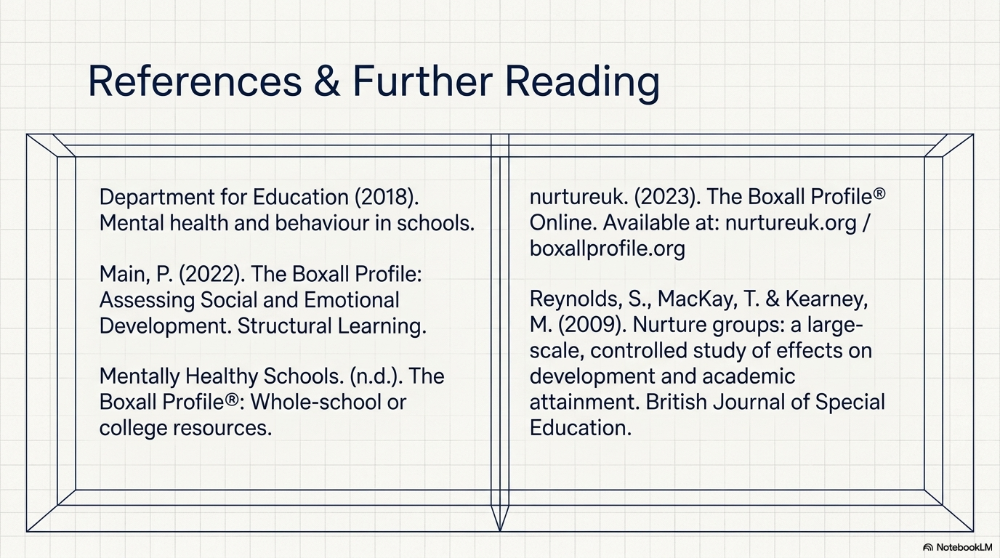 References & Further Reading
Department for Education (2018).
Mental health and behaviour in schools.
Main, P. (2022). The Boxall Profile:
Assessing Social and Emotional
Development. Structural Learning.
Mentally Healthy Schools. (n.d.). The
Boxall Profile®: Whole-school or
college resources.
nurtureuk. (2023). The Boxall Profile®
Online. Available at: nurtureuk.org /
boxallprofile.org
Reynolds, S., MacKay, T. & Kearney,
M. (2009). Nurture groups: a large-
scale, controlled study of effects on
development and academic
attainment. British Journal of Special
Education.
NotebookLM